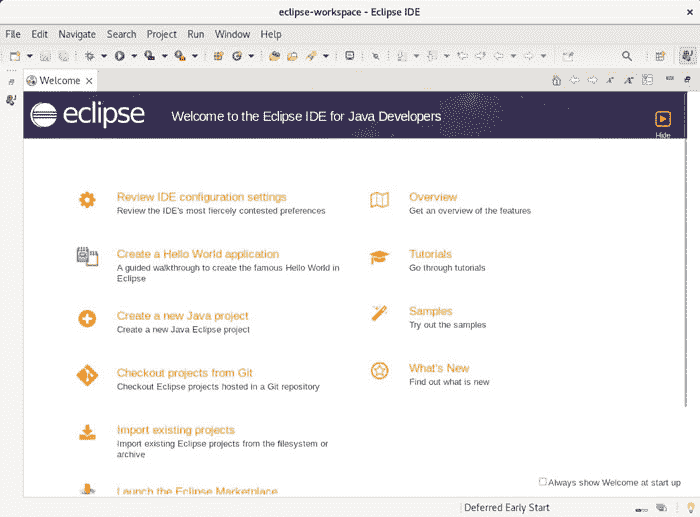 eclipse-workspace - Eclipse IDE
File Edit Navigate Search Project Run Window Help
Welcome
eclipse
Welcome to the Eclipse IDE for Java Developers
Hide
Review IDE configuration settings
Review the IDE's most fiercely contested preferences
Overview
Get an overview of the features
Create a Hello World application
A guided walkthrough to create the famous Hello World in
Eclipse
Tutorials
Go through tutorials
Create a new Java project
Create a new Java Eclipse project
Samples
Try out the samples
Checkout projects from Git
Checkout Eclipse projects hosted in a Git repository
What's New
Find out what is new
Import existing projects
Import existing Eclipse projects from the filesystem or
archive
Launch the Eclipse Marketplace
Always show Welcome at start up
Deferred Early Start